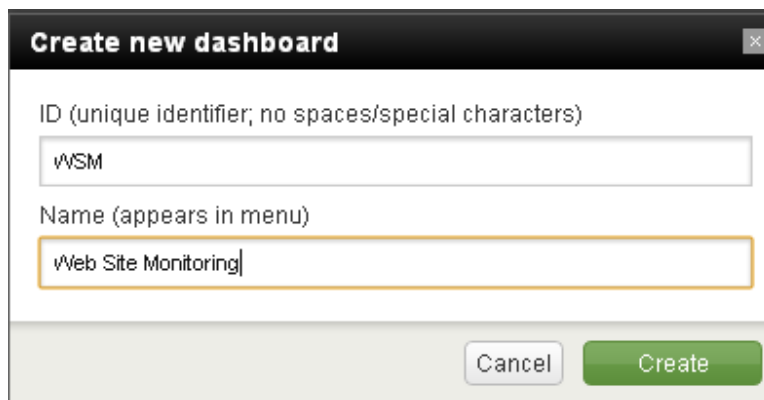 Create new dashboard
ID (unique identifier; no spaces/special characters)
WSM
Name (appears in menu)
Web Site Monitoring
Cancel Create